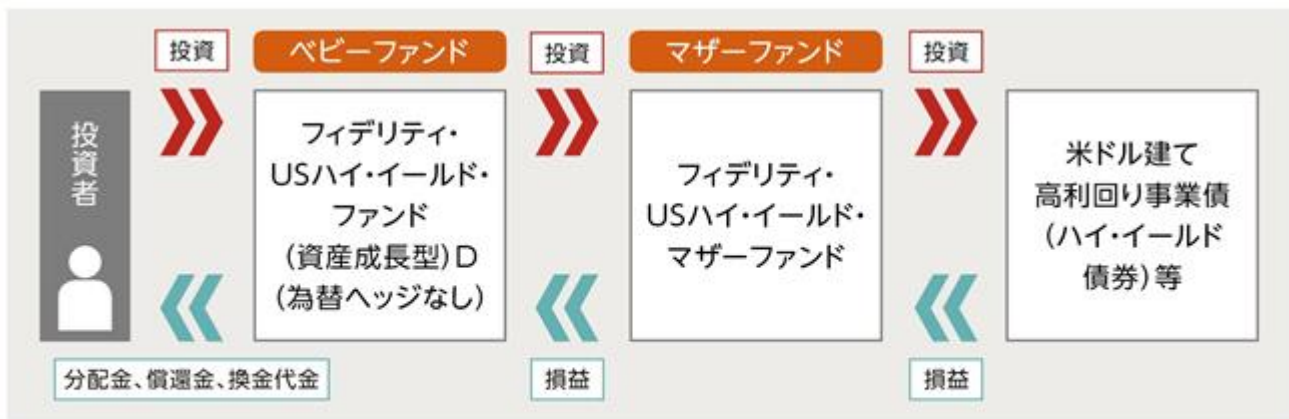 投資
ベビーファンド
投資
マザーファンド
投資
投資者
フィデリティ・
USハイ・イールド・
ファンド
(資産成長型)D
(為替ヘッジなし)
フィデリティ・
USハイ・イールド・
マザーファンド
米ドル建て
高利回り事業債
(ハイ・イールド
債券)等
分配金、償還金、換金代金
損益
損益